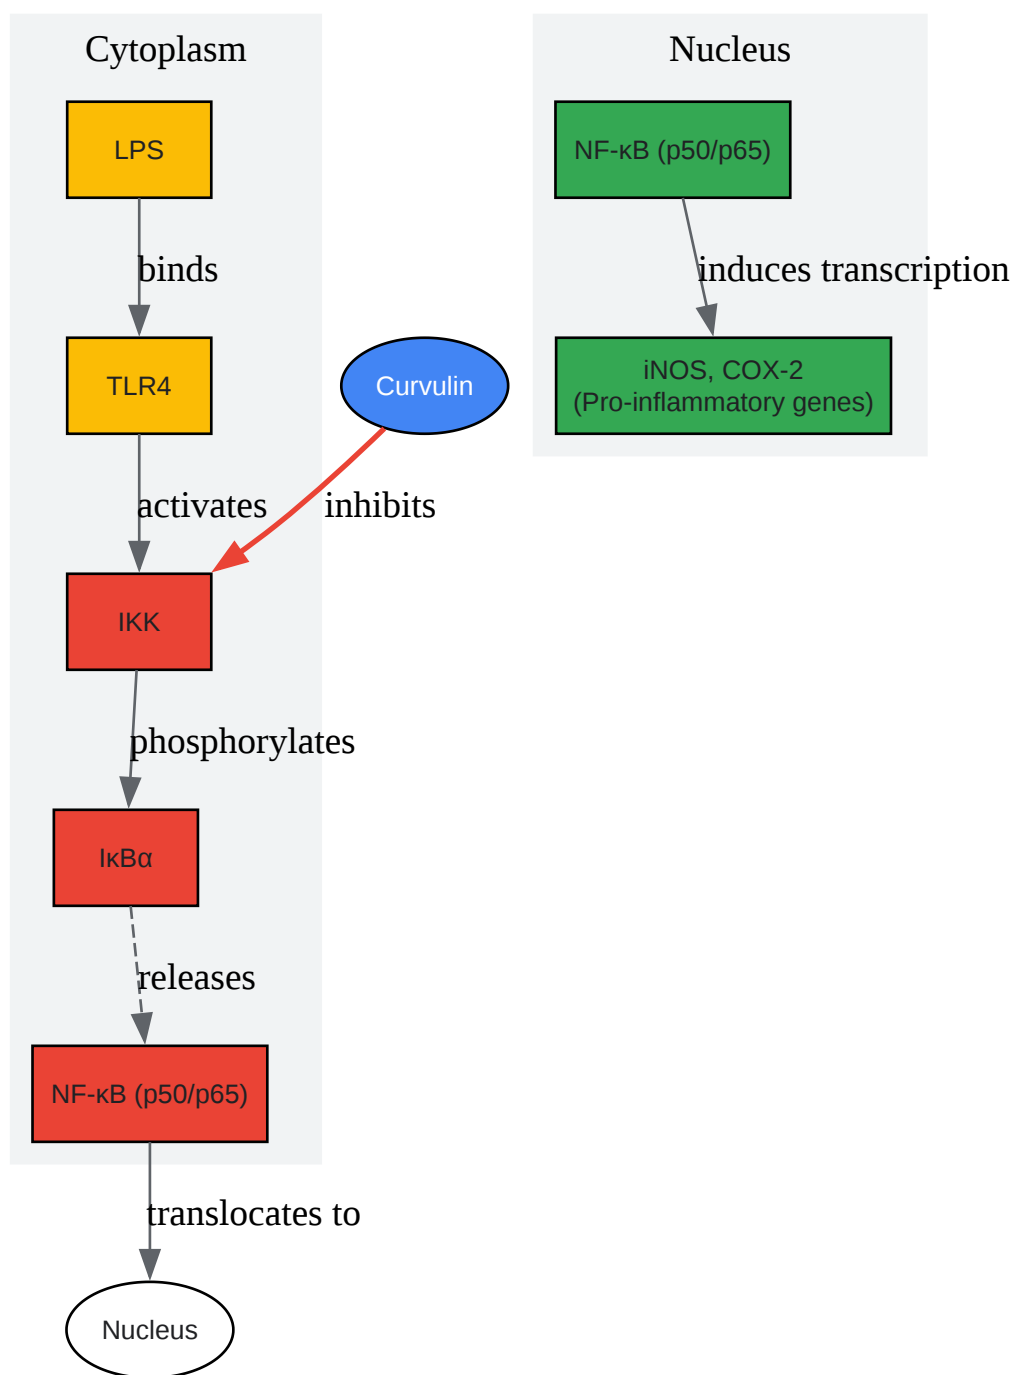 Cytoplasm
LPS
binds
TLR4
activates
IKK
phosphorylates
IκBα
releases
NF-κB (p50/p65)
translocates to
Nucleus
Curvulin
inhibits
Nucleus
NF-κB (p50/p65)
induces transcription
iNOS, COX-2
(Pro-inflammatory genes)